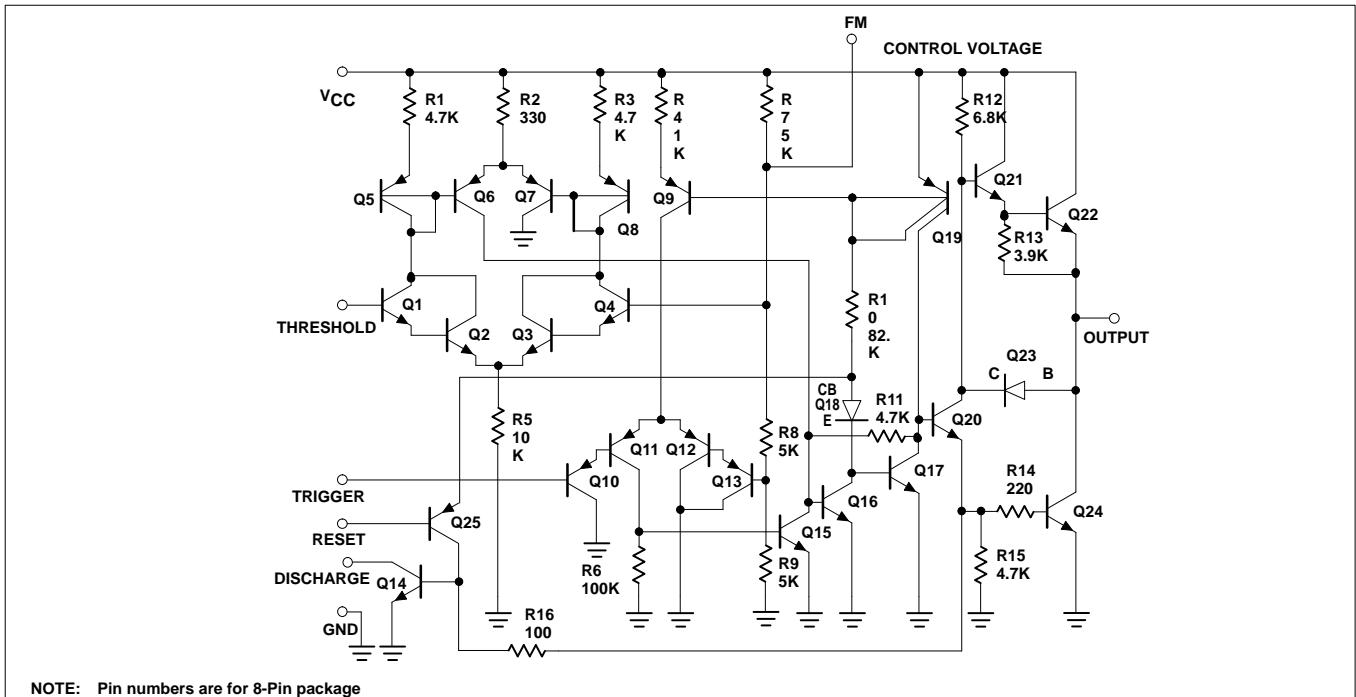 FM
CONTROL VOLTAGE
VCC
R1
4.7K
R2
330
R3
4.7
K
R
4
1
K
R
7
5
K
R12
6.8K
Q5
Q6
Q7
Q8
Q9
Q19
Q21
Q22
R13
3.9K
Q1
THRESHOLD
Q2
Q3
Q4
R1
0
82.
K
OUTPUT
Q23
C
B
CB
Q18
E
R11
4.7K
Q20
R5
10
K
R8
5K
Q11
Q12
Q10
Q13
Q17
Q16
R14
220
TRIGGER
Q24
Q25
RESET
Q15
DISCHARGE
Q14
R6
100K
R9
5K
R15
4.7K
GND
R16
100
NOTE: Pin numbers are for 8-Pin package